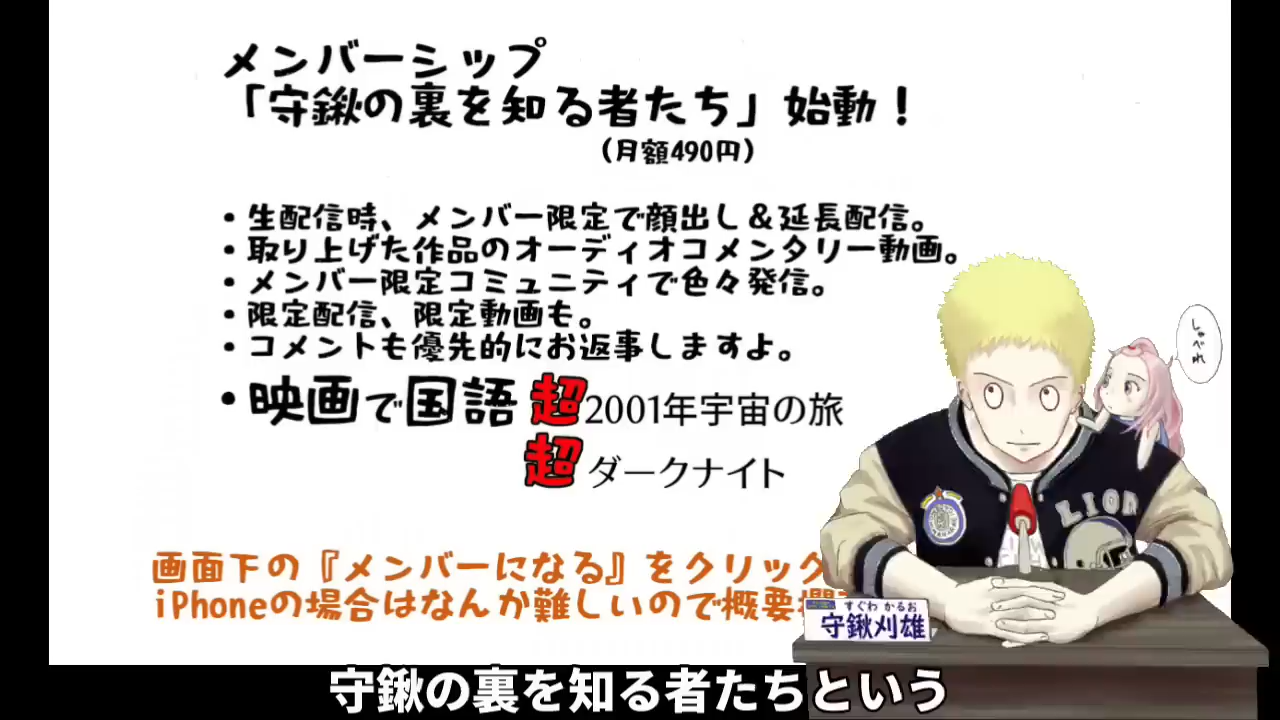 メンバーシップ
「守鍬の裏を知る者たち」始動！
（月額490円）
・生配信時、メンバー限定で顔出し＆延長配信。
・取り上げた作品のオーディオコメンタリー動画。
・メンバー限定コミュニティで色々発信。
・限定配信、限定動画も。
・コメントも優先的にお返事しますよ。
・映画で国語 超2001年宇宙の旅
超 ダークナイト
しゃべれ
LION
画面下の『メンバーになる』をクリック
iPhoneの場合はなんか難しいので概要欄
すぐわ かるお
守鍬刈雄
守鍬の裏を知る者たちという